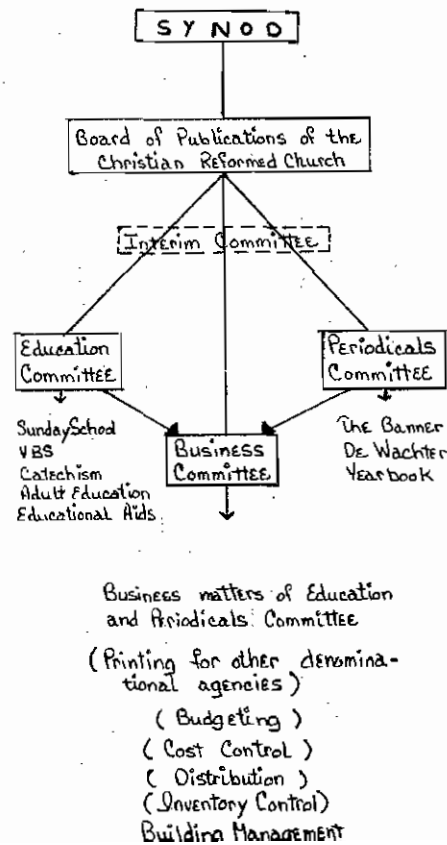 SYNOD
Board of Publications of the
Christian Reformed Church
Interim Committee
Education
Committee
Periodicals
Committee
Sunday School
VBS
Catechism
Adult Education
Educational Aids
Business
Committee
The Banner
De Wachter
Yearbook
Business matters of Education
and Periodicals Committee
(Printing for other denomina-
tional agencies)
(Budgeting)
(Cost Control)
(Distribution)
(Inventory Control)
Building Management